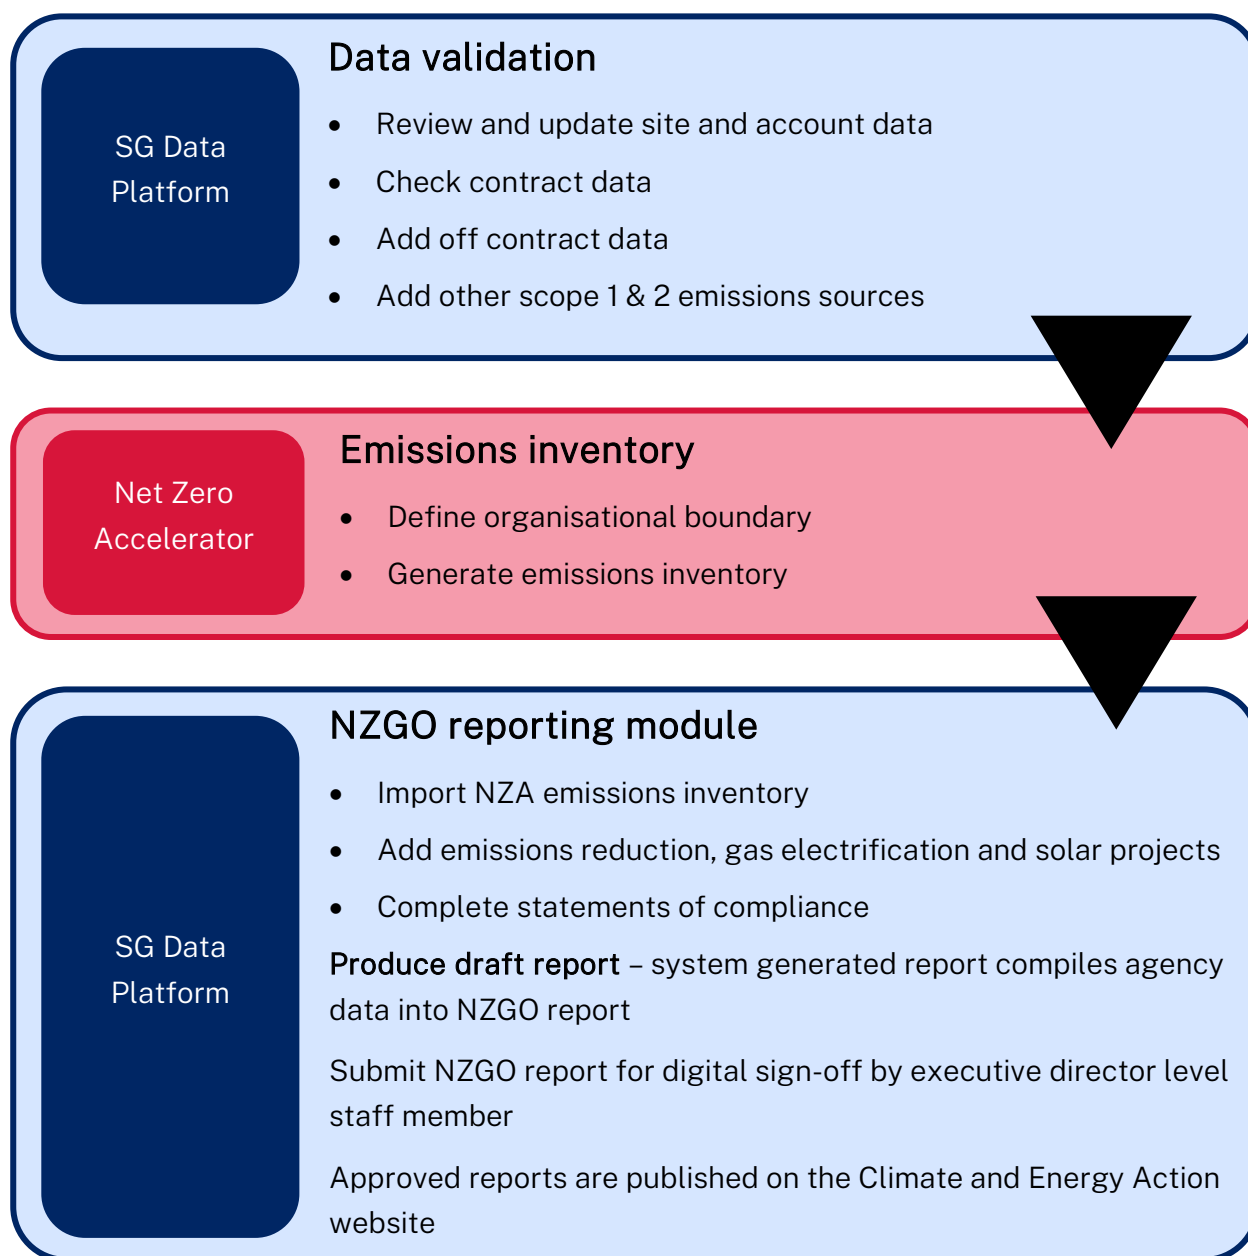 Data validation
SG Data
Platform
• Review and update site and account data
• Check contract data
• Add off contract data
• Add other scope 1 & 2 emissions sources
Emissions inventory
Net Zero
Accelerator
• Define organisational boundary
• Generate emissions inventory
NZGO reporting module
• Import NZA emissions inventory
• Add emissions reduction, gas electrification and solar projects
• Complete statements of compliance
SG Data
Platform
Produce draft report – system generated report compiles agency
data into NZGO report
Submit NZGO report for digital sign-off by executive director level
staff member
Approved reports are published on the Climate and Energy Action
website